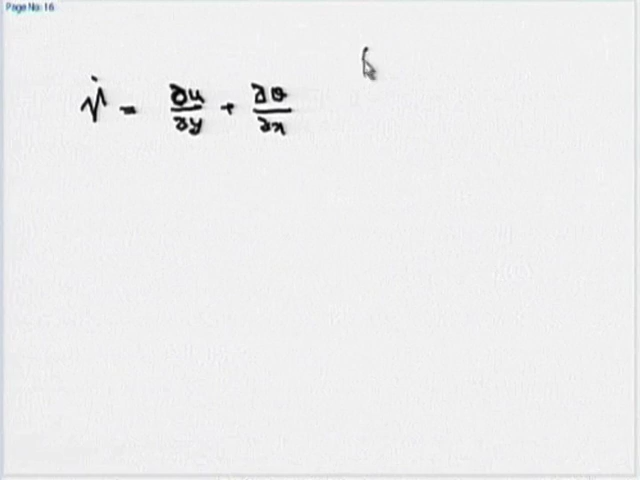 Page No: 16
γ̇ = ∂u/∂y + ∂v/∂x